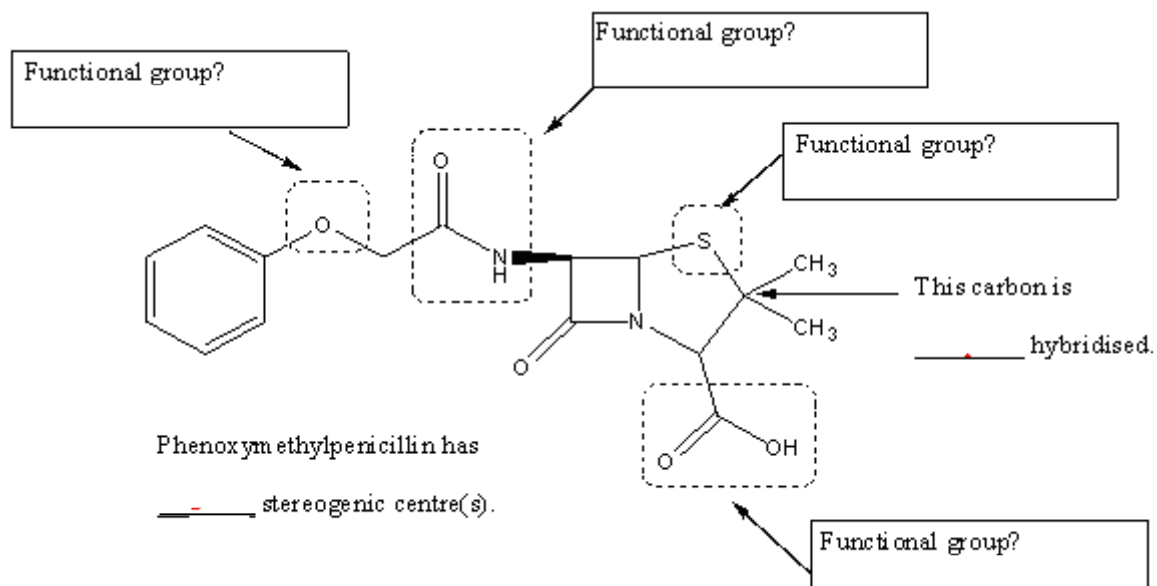 Functional group?
Functional group?
Functional group?
O
O
N
H
S
CH3
CH3
This carbon is
hybridised.
N
O
O
OH
Phenoxymethylpenicillin has
stereogenic centre(s).
Functional group?